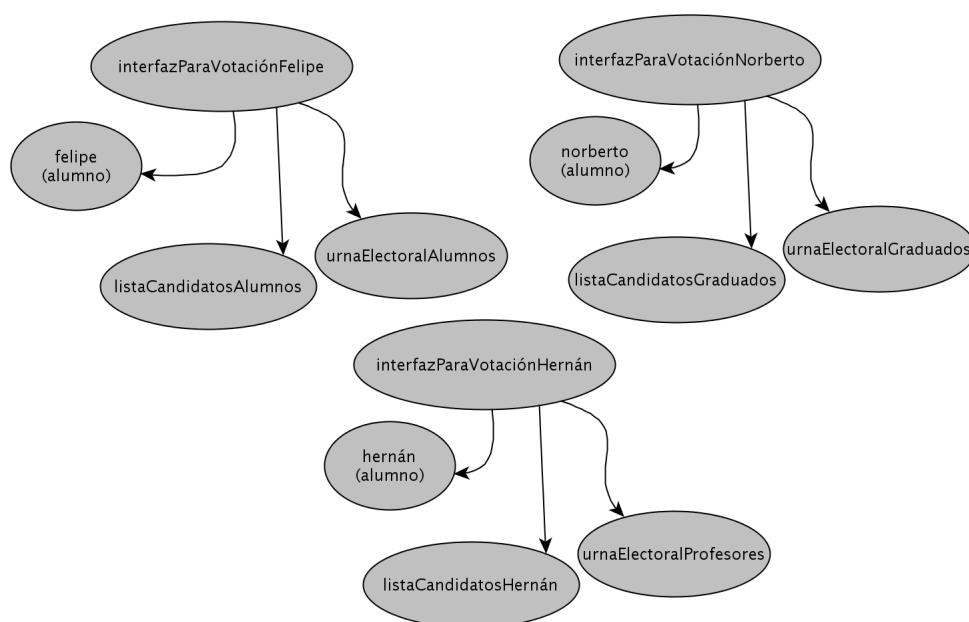 interfazParaVotaciónFelipe
felipe
(alumno)
listaCandidatosAlumnos
urnaElectoralAlumnos
interfazParaVotaciónNorberto
norberto
(alumno)
listaCandidatosGraduados
urnaElectoralGraduados
interfazParaVotaciónHernán
hernán
(alumno)
listaCandidatosHernán
urnaElectoralProfesores